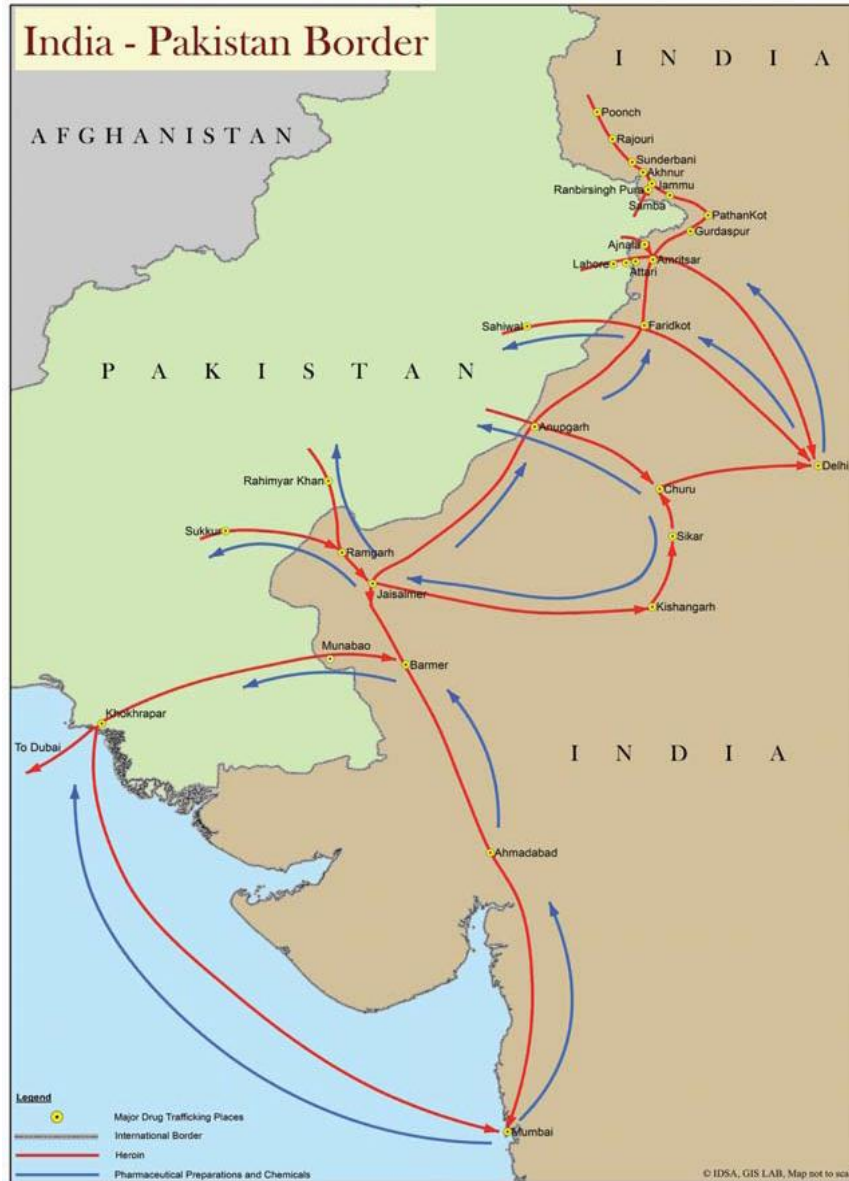 India - Pakistan Border
I N D I A
AFGHANISTAN
Poonch
Rajouri
Sunderbani
Akhnur
Jammu
Ranbirsingh Pura
Samba
PathanKot
Gurdaspur
Ajnala
Amritsar
Lahore
Attari
Sahiwal
Faridkot
PAKISTAN
Anupgarh
Delhi
Rahimyar Khan
Churu
Sukkur
Sikar
Ramgarh
Jaisalmer
Kishangarh
Munabao
Barmer
Khokhrapar
To Dubai
I N D I A
Ahmadabad
Legend
Major Drug Trafficking Places
International Border
Mumbai
Heroin
Pharmaceutical Preparations and Chemicals
© IDSA, GIS LAB, Map not to sca